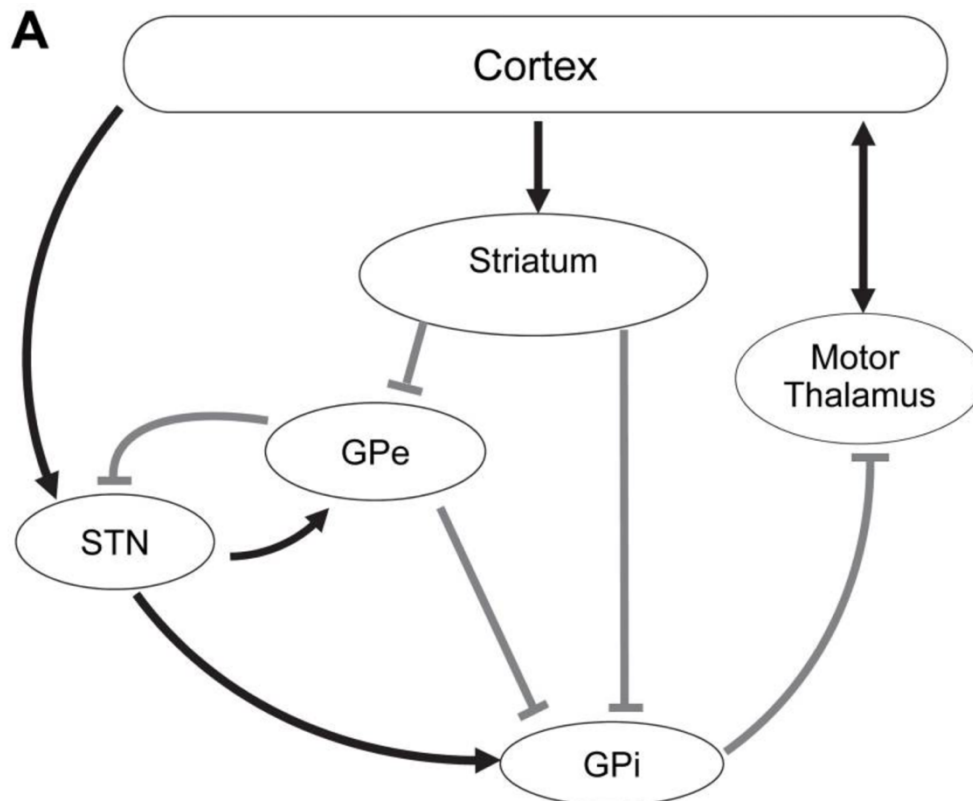 A
Cortex
Striatum
Motor
Thalamus
GPe
STN
GPi